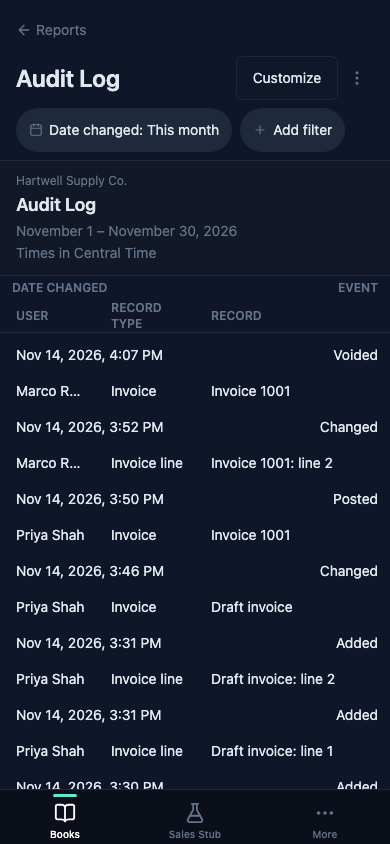 Reports
Audit Log
Customize
Date changed: This month
Add filter
Hartwell Supply Co.
Audit Log
November 1 – November 30, 2026
Times in Central Time
DATE CHANGED EVENT
USER RECORD TYPE RECORD
Nov 14, 2026, 4:07 PM Voided
Marco R... Invoice Invoice 1001
Nov 14, 2026, 3:52 PM Changed
Marco R... Invoice line Invoice 1001: line 2
Nov 14, 2026, 3:50 PM Posted
Priya Shah Invoice Invoice 1001
Nov 14, 2026, 3:46 PM Changed
Priya Shah Invoice Draft invoice
Nov 14, 2026, 3:31 PM Added
Priya Shah Invoice line Draft invoice: line 2
Nov 14, 2026, 3:31 PM Added
Priya Shah Invoice line Draft invoice: line 1
Nov 14, 2026, 3:30 PM Added
Books Sales Stub More